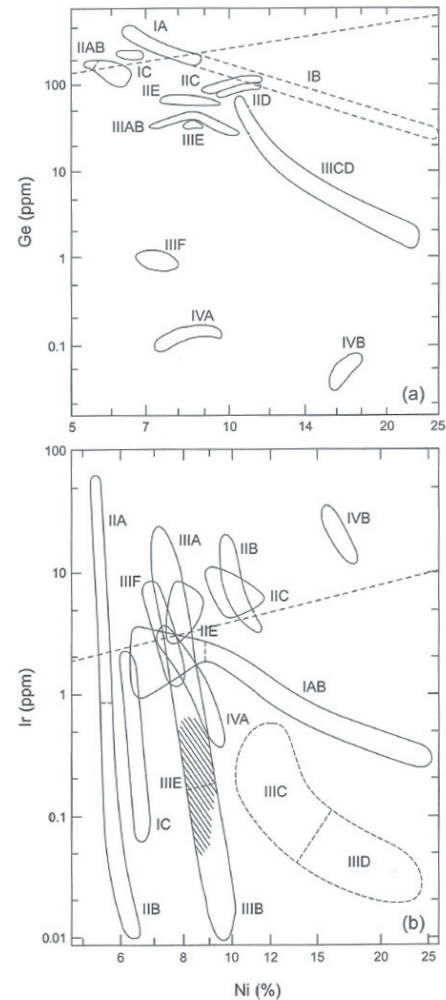 IA
IIAB
IC
IB
100
IIE
IIC
IID
IIIAB
IIIE
10
IIICD
Ge (ppm)
1
IIIF
IVA
0.1
IVB
(a)
5
7
10
14
20
25
100
IIA
IIIA
IIB
IVB
10
IIIF
IIC
IIE
Ir (ppm)
1
IAB
IVA
IIIE
IIIC
IC
0.1
IIID
IIB
IIIB
(b)
0.01
6
8
10
15
20
25
Ni (%)